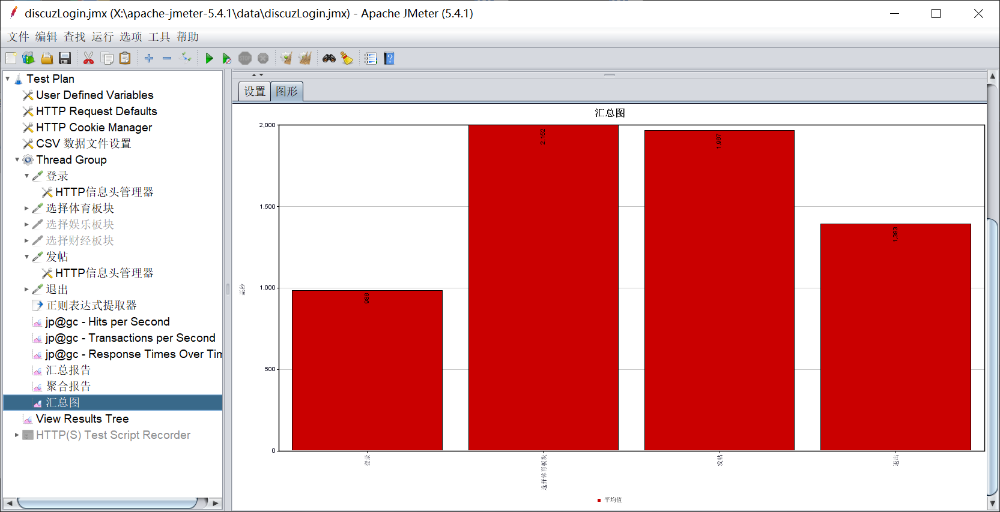 discuzLogin.jmx (X:\apache-jmeter-5.4.1\data\discuzLogin.jmx) - Apache JMeter (5.4.1)
文件 编辑 查找 运行 选项 工具 帮助
STOP
Test Plan
User Defined Variables
HTTP Request Defaults
HTTP Cookie Manager
CSV 数据文件设置
Thread Group
登录
HTTP信息头管理器
选择体育板块
选择娱乐板块
选择财经板块
发帖
HTTP信息头管理器
退出
正则表达式提取器
jp@gc - Hits per Second
jp@gc - Transactions per Second
jp@gc - Response Times Over Tim
汇总报告
聚合报告
汇总图
View Results Tree
HTTP(S) Test Script Recorder
设置 图形
汇总图
毫秒
2,000
1,500
1,000
500
0
986
2,152
1,967
1,393
登录
选择体育板块
发帖
退出
平均值